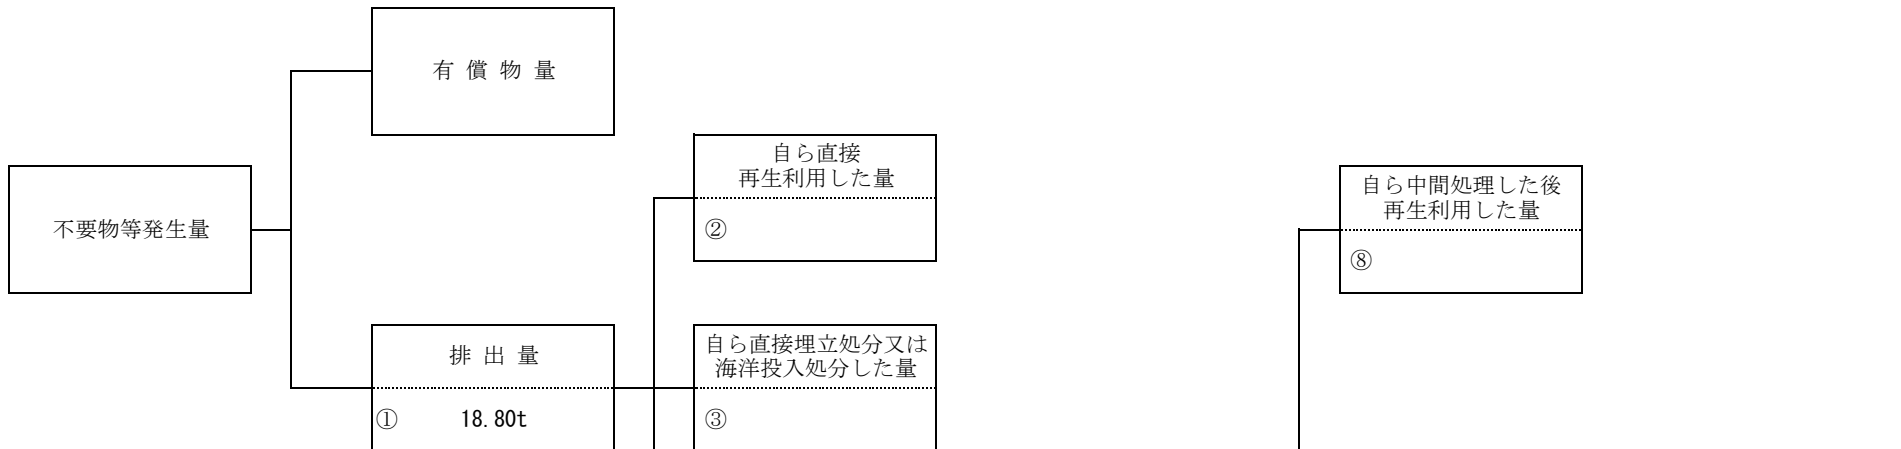 有 償 物 量
自ら直接
再生利用した量
②
自ら中間処理した後
再生利用した量
⑧
不要物等発生量
排 出 量
① 18.80t
自ら直接埋立処分又は
海洋投入処分した量
③